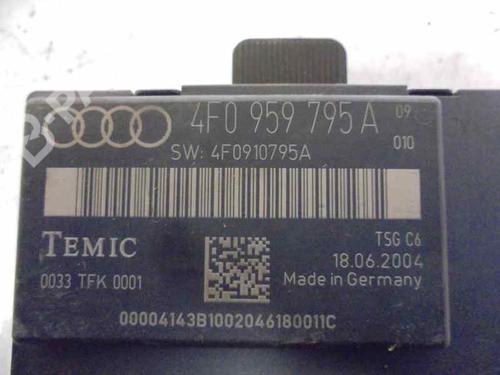 4F0 959 795 A 09
010
SW: 4F0910795A
TEMIC
TSG C6
18.06.2004
0033 TFK 0001
Made in Germany
00004143B1002046180011C